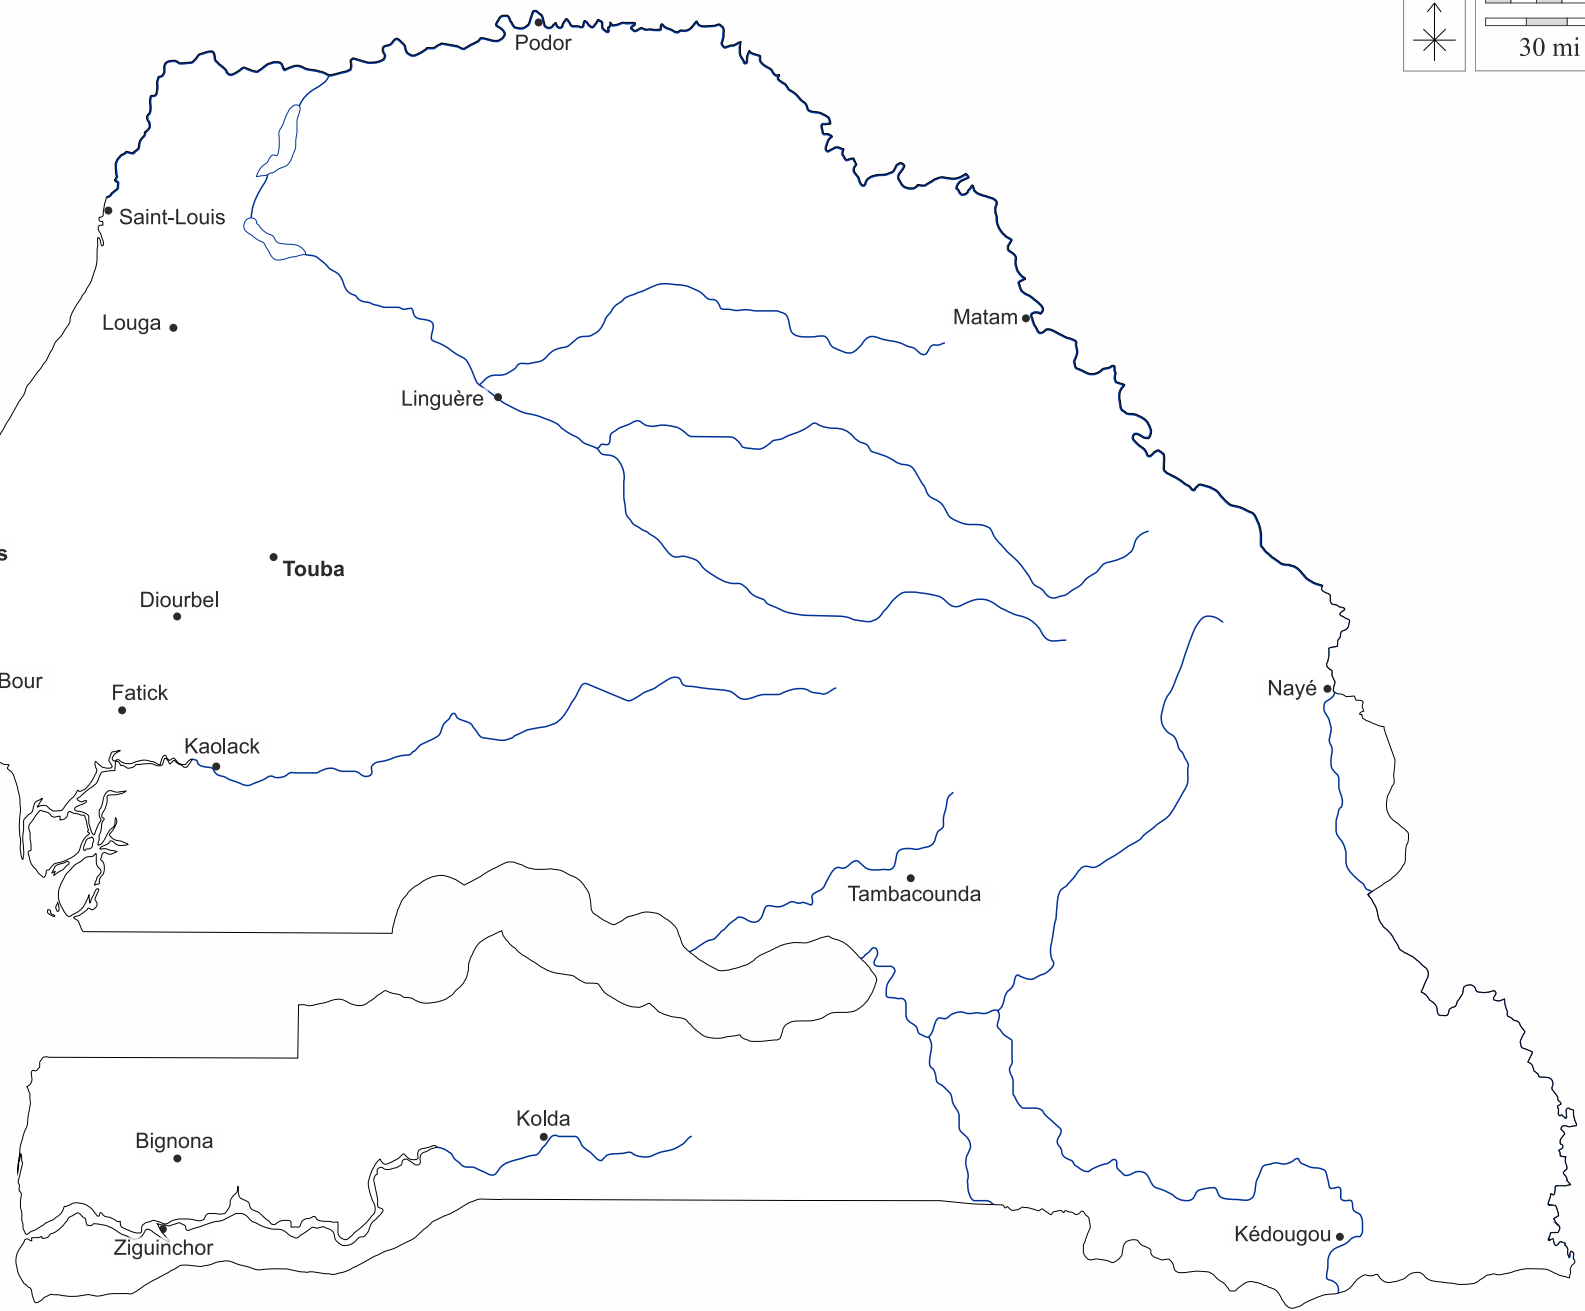 Podor
30 mi
Saint-Louis
Louga
Matam
Linguère
s
Touba
Diourbel
Bour
Fatick
Nayé
Kaolack
Tambacounda
Kolda
Bignona
Kédougou
Ziguinchor